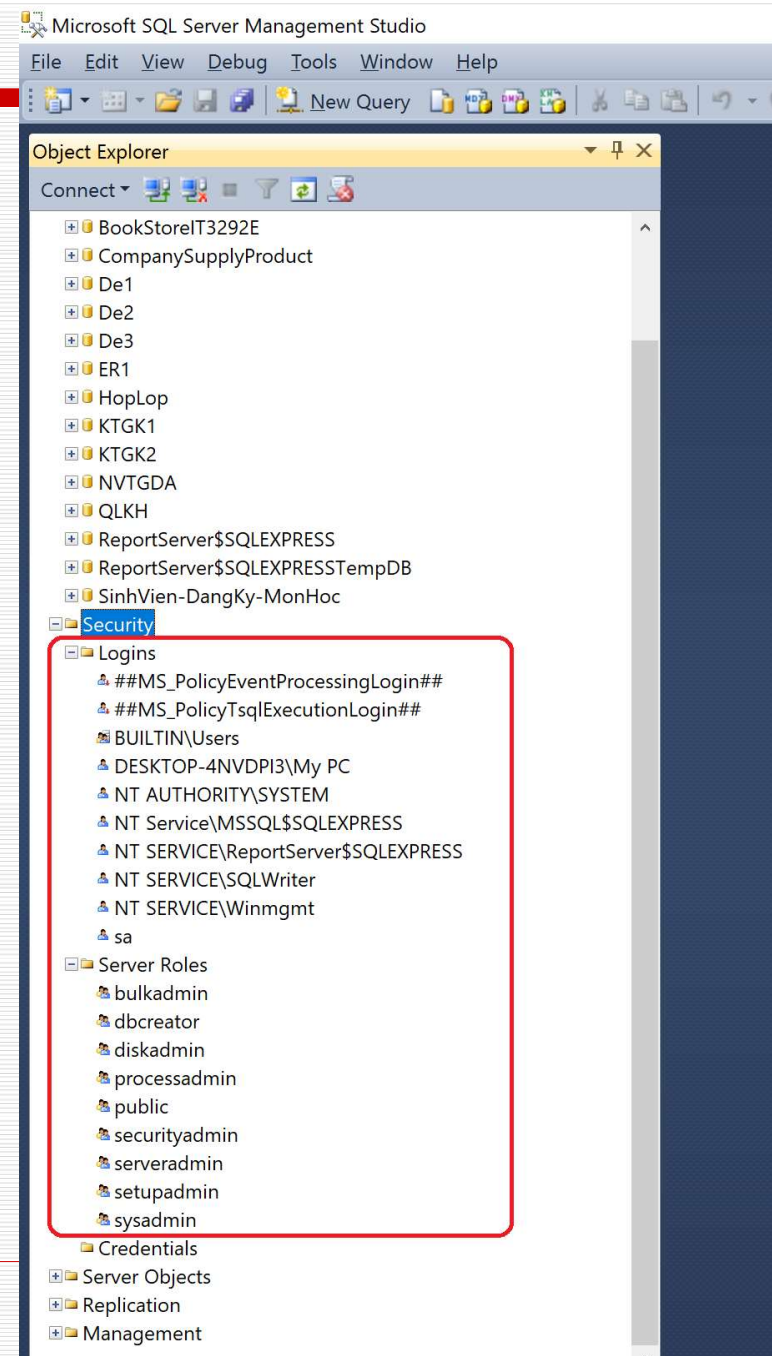 Microsoft SQL Server Management Studio
File Edit View Debug Tools Window Help
New Query
Object Explorer
Connect
BookStoreIT3292E
CompanySupplyProduct
De1
De2
De3
ER1
HopLop
KTGK1
KTGK2
NVTGDA
QLKH
ReportServer$SQLEXPRESS
ReportServer$SQLEXPRESSTempDB
SinhVien-DangKy-MonHoc
Security
Logins
##MS_PolicyEventProcessingLogin##
##MS_PolicyTsqlExecutionLogin##
BUILTIN\Users
DESKTOP-4NVDPI3\My PC
NT AUTHORITY\SYSTEM
NT Service\MSSQL$SQLEXPRESS
NT SERVICE\ReportServer$SQLEXPRESS
NT SERVICE\SQLWriter
NT SERVICE\Winmgmt
sa
Server Roles
bulkadmin
dbcreator
diskadmin
processadmin
public
securityadmin
serveradmin
setupadmin
sysadmin
Credentials
Server Objects
Replication
Management